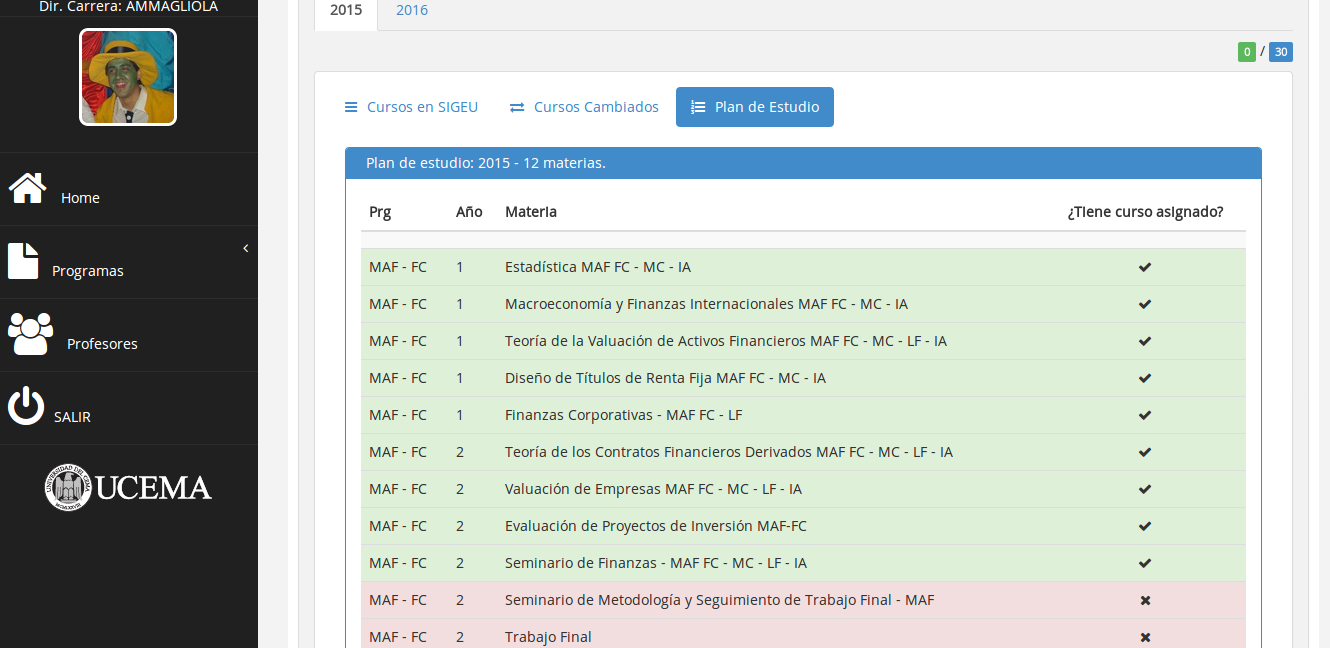 Dir. Carrera: AMMAGLIOLA
2015 2016
0 / 30
Cursos en SIGEU Cursos Cambiados Plan de Estudio
Plan de estudio: 2015 - 12 materias.
Prg Año Materia ¿Tiene curso asignado?
MAF - FC 1 Estadística MAF FC - MC - IA
MAF - FC 1 Macroeconomía y Finanzas Internacionales MAF FC - MC - IA
MAF - FC 1 Teoría de la Valuación de Activos Financieros MAF FC - MC - LF - IA
MAF - FC 1 Diseño de Títulos de Renta Fija MAF FC - MC - IA
MAF - FC 1 Finanzas Corporativas - MAF FC - LF
MAF - FC 2 Teoría de los Contratos Financieros Derivados MAF FC - MC - LF - IA
MAF - FC 2 Valuación de Empresas MAF FC - MC - LF - IA
MAF - FC 2 Evaluación de Proyectos de Inversión MAF-FC
MAF - FC 2 Seminario de Finanzas - MAF FC - MC - LF - IA
MAF - FC 2 Seminario de Metodología y Seguimiento de Trabajo Final - MAF
MAF - FC 2 Trabajo Final
Home
Programas
Profesores
SALIR
UNIVERSIDAD DEL CEMA
UCEMA